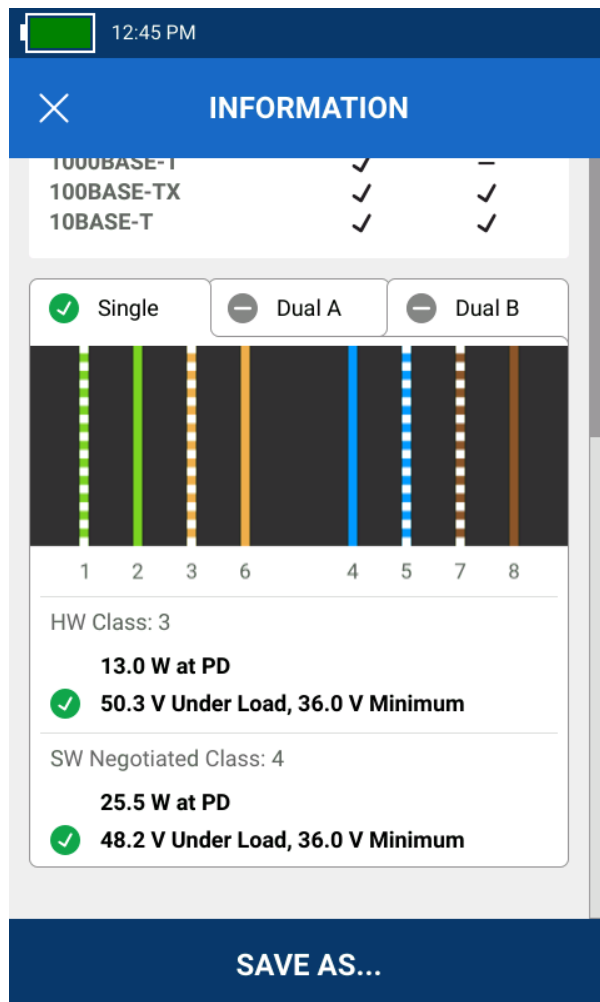 12:45 PM
INFORMATION
1000BASE-T
100BASE-TX
10BASE-T
Single Dual A Dual B
1 2 3 6 4 5 7 8
HW Class: 3
13.0 W at PD
50.3 V Under Load, 36.0 V Minimum
SW Negotiated Class: 4
25.5 W at PD
48.2 V Under Load, 36.0 V Minimum
SAVE AS...